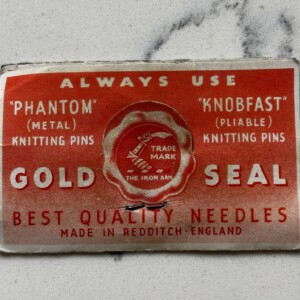 ALWAYS USE
"PHANTOM"
(METAL)
KNITTING PINS
"KNOBFAST"
(PLIABLE)
KNITTING PINS
TRADE
MARK
THE IRON ARM
GOLD SEAL
BEST QUALITY NEEDLES
MADE IN REDDITCH-ENGLAND